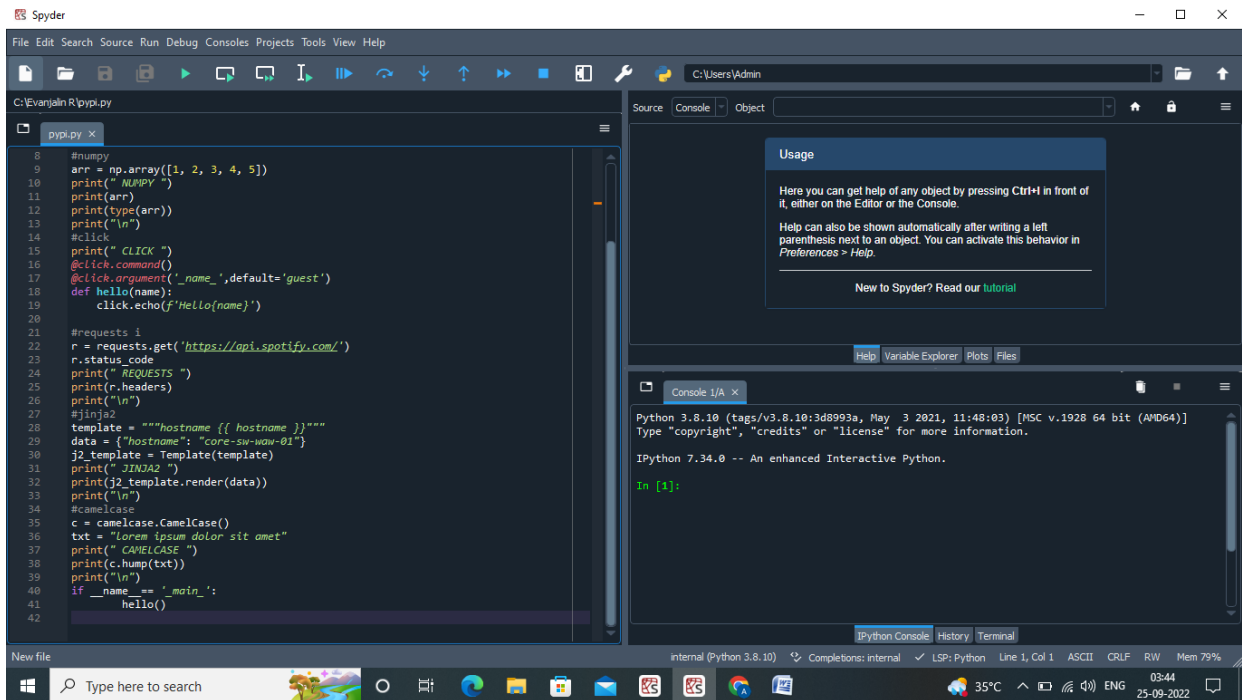 Spyder
File Edit Search Source Run Debug Consoles Projects Tools View Help
C:\Users\Admin
C:\Evanjalin R\pypi.py
pypi.py
8 #numpy
9 arr = np.array([1, 2, 3, 4, 5])
10 print(" NUMPY ")
11 print(arr)
12 print(type(arr))
13 print("\n")
14 #click
15 print(" CLICK ")
16 @click.command()
17 @click.argument('_name_',default='guest')
18 def hello(name):
19 click.echo(f'Hello{name}')
20
21 #requests i
22 r = requests.get('https://api.spotify.com/')
23 r.status_code
24 print(" REQUESTS ")
25 print(r.headers)
26 print("\n")
27 #jinja2
28 template = """hostname {{ hostname }}"""
29 data = {"hostname": "core-sw-waw-01"}
30 j2_template = Template(template)
31 print(" JINJA2 ")
32 print(j2_template.render(data))
33 print("\n")
34 #camelcase
35 c = camelcase.CamelCase()
36 txt = "lorem ipsum dolor sit amet"
37 print(" CAMELCASE ")
38 print(c.hump(txt))
39 print("\n")
40 if __name__== '_main_':
41 hello()
42
Source Console Object
Usage
Here you can get help of any object by pressing Ctrl+I in front of
it, either on the Editor or the Console.
Help can also be shown automatically after writing a left
parenthesis next to an object. You can activate this behavior in
Preferences > Help.
New to Spyder? Read our tutorial
Help Variable Explorer Plots Files
Console 1/A
Python 3.8.10 (tags/v3.8.10:3d8993a, May 3 2021, 11:48:03) [MSC v.1928 64 bit (AMD64)]
Type "copyright", "credits" or "license" for more information.
IPython 7.34.0 -- An enhanced Interactive Python.
In [1]:
IPython Console History Terminal
New file internal (Python 3.8.10) Completions: internal LSP: Python Line 1, Col 1 ASCII CRLF RW Mem 79%
Type here to search 35°C ENG 03:44
25-09-2022